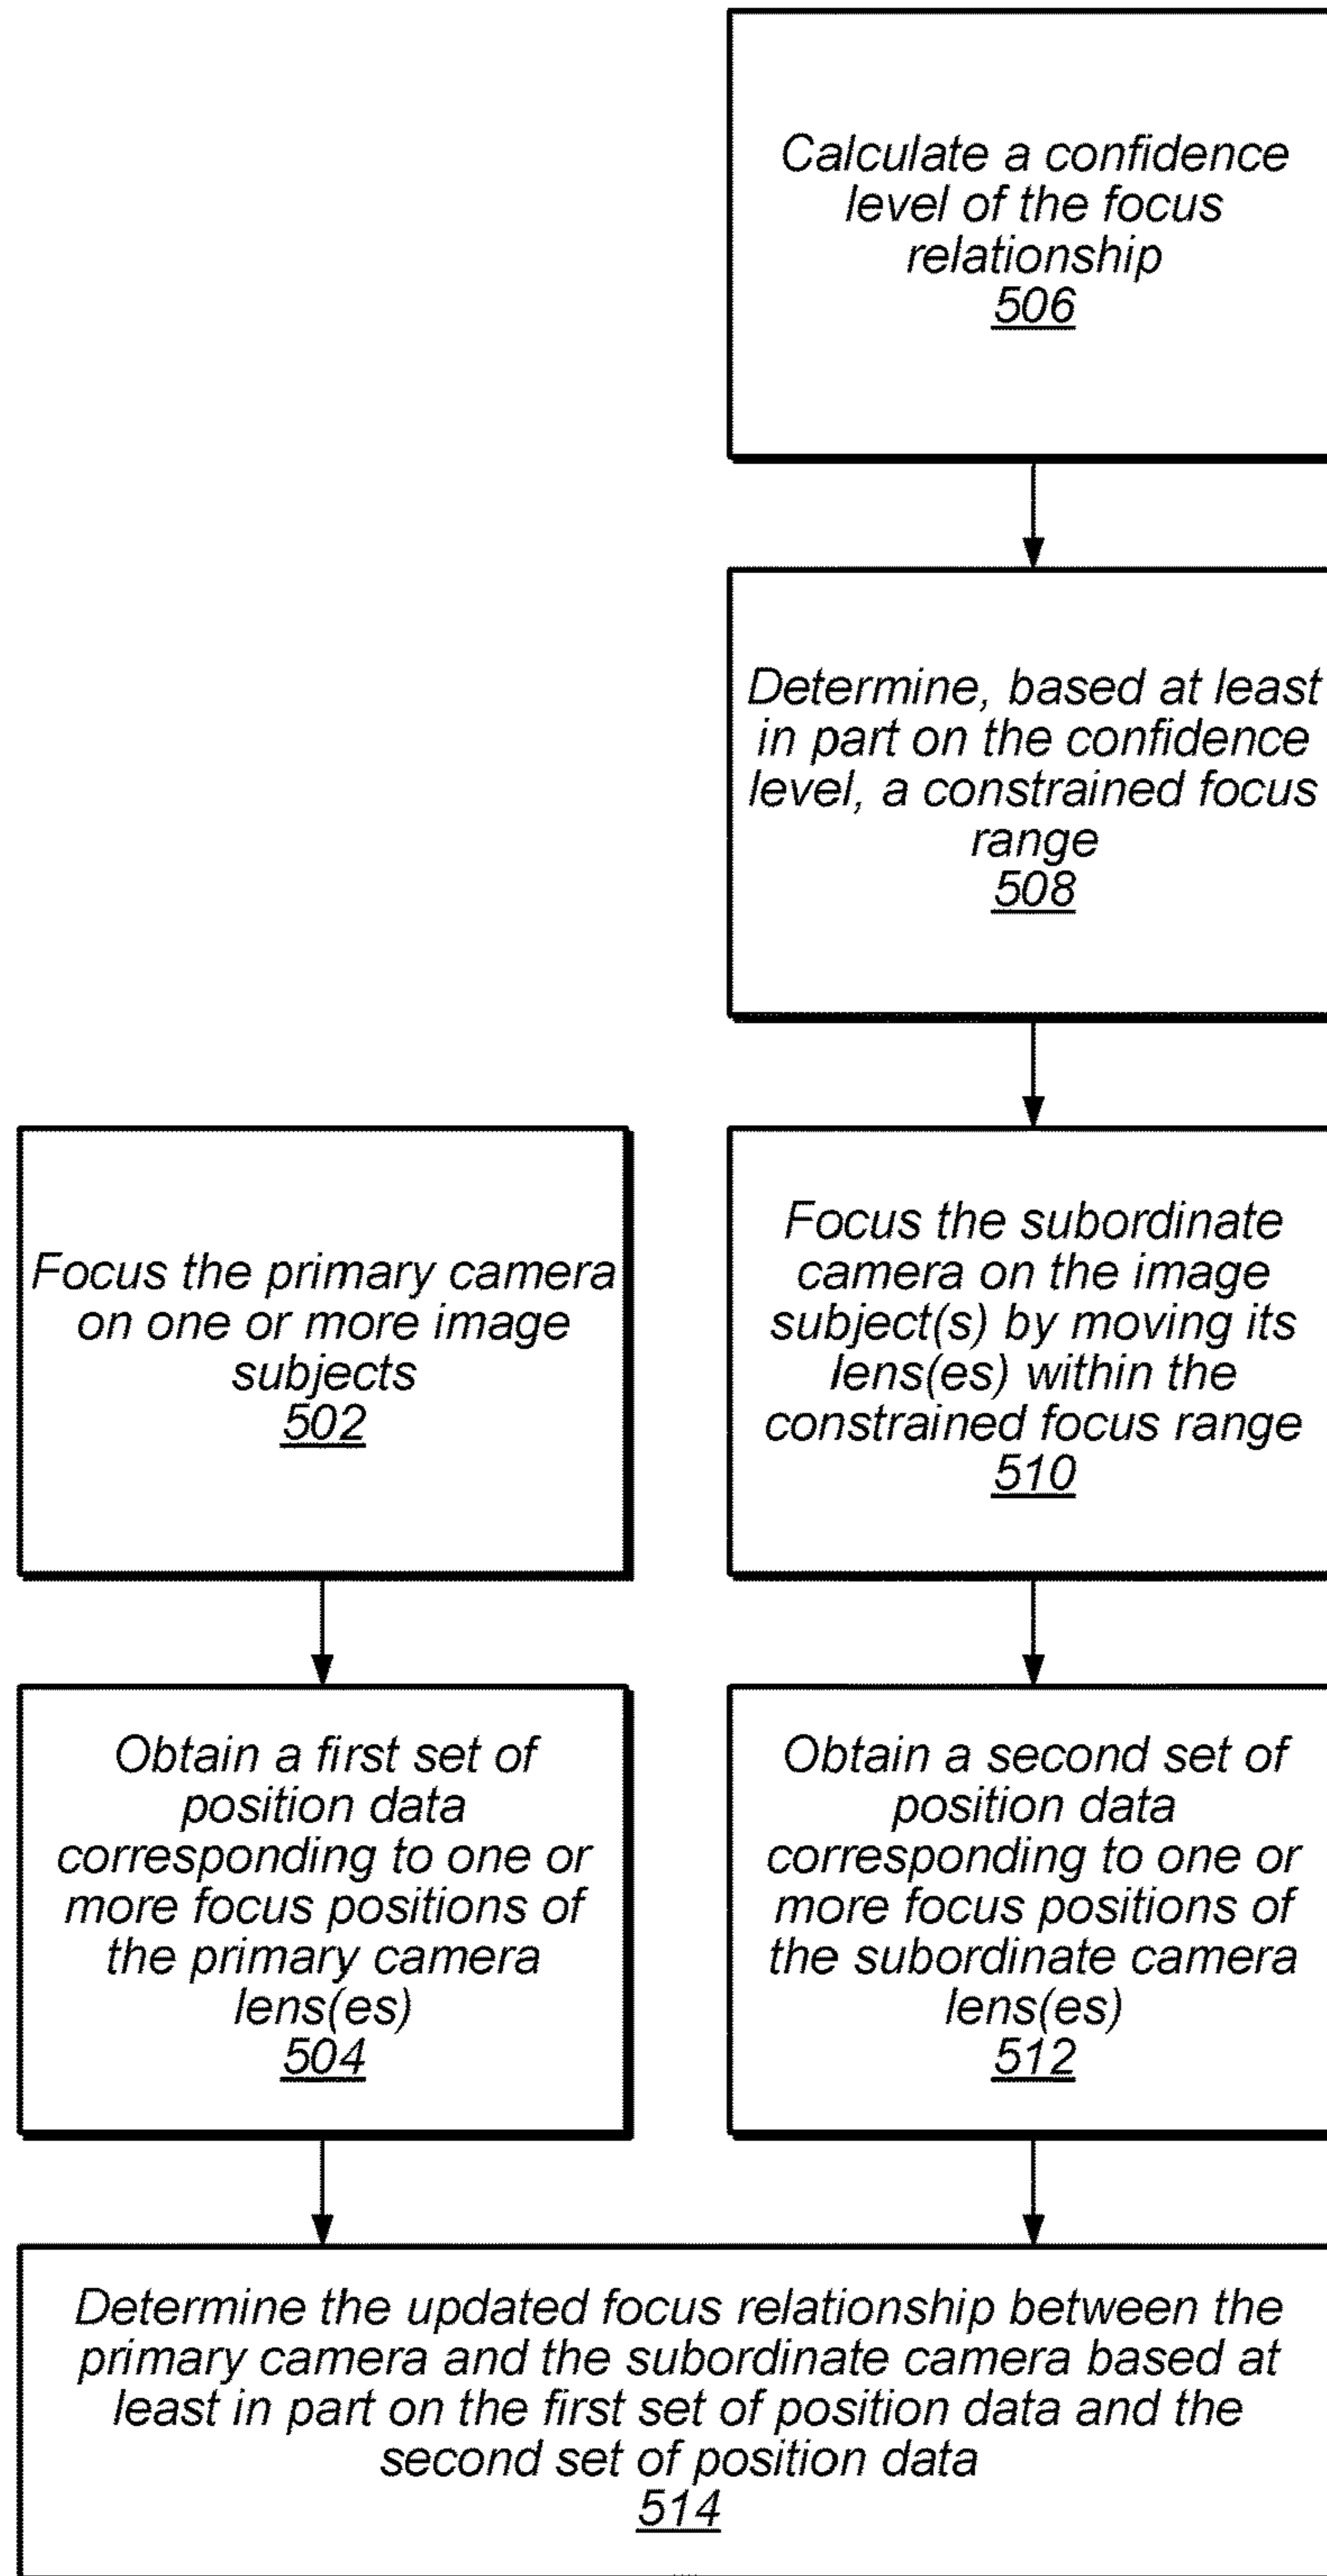 Calculate a confidence
level of the focus
relationship
506
Determine, based at least
in part on the confidence
level, a constrained focus
range
508
Focus the primary camera
on one or more image
subjects
502
Focus the subordinate
camera on the image
subject(s) by moving its
lens(es) within the
constrained focus range
510
Obtain a first set of
position data
corresponding to one or
more focus positions of
the primary camera
lens(es)
504
Obtain a second set of
position data
corresponding to one or
more focus positions of
the subordinate camera
lens(es)
512
Determine the updated focus relationship between the
primary camera and the subordinate camera based at
least in part on the first set of position data and the
second set of position data
514